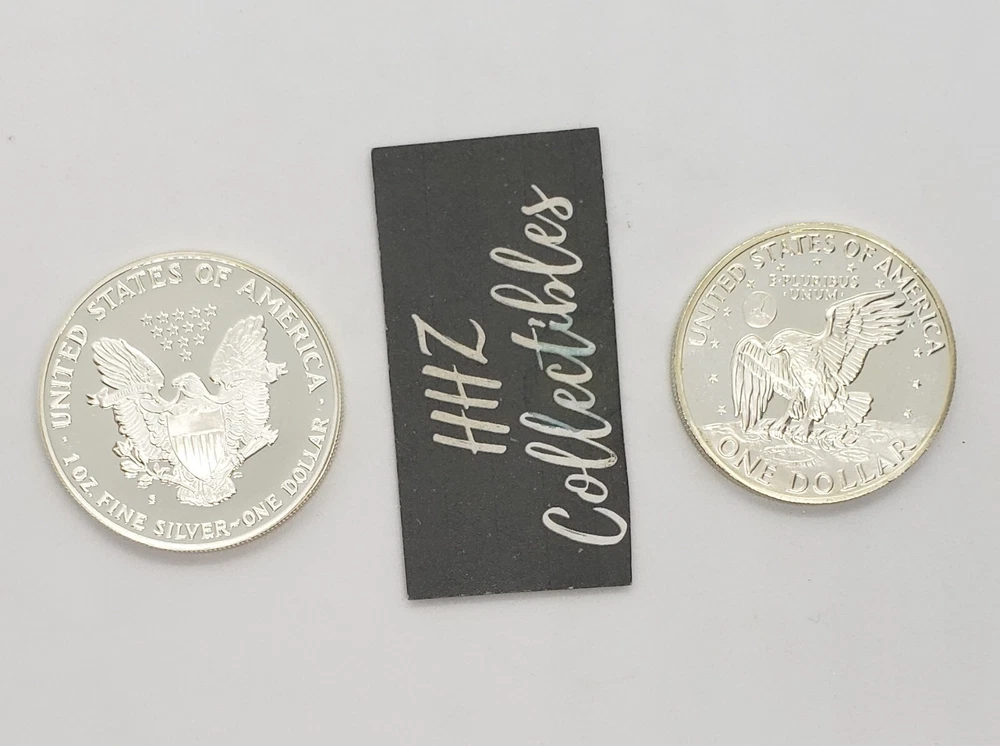 UNITED STATES OF AMERICA
1 OZ. FINE SILVER~ONE DOLLAR
S
HHZ
Collectibles
UNITED STATES OF AMERICA
E PLURIBUS
UNUM
ONE DOLLAR